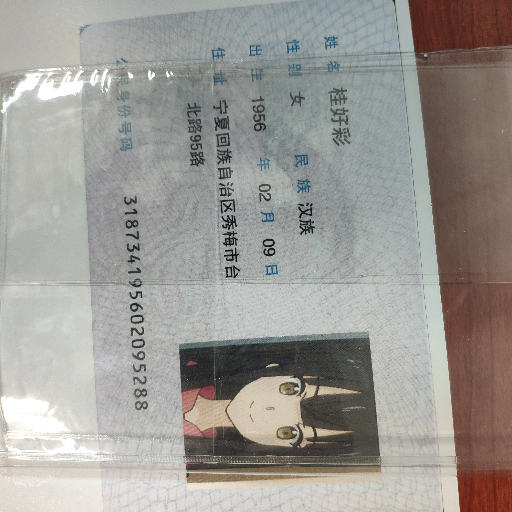 姓名 桂好彩
性别 女 民族 汉族
出生 1956 年 02 月 09 日
住址 宁夏回族自治区秀梅市台
北路95路
公民身份号码 318734195602095288